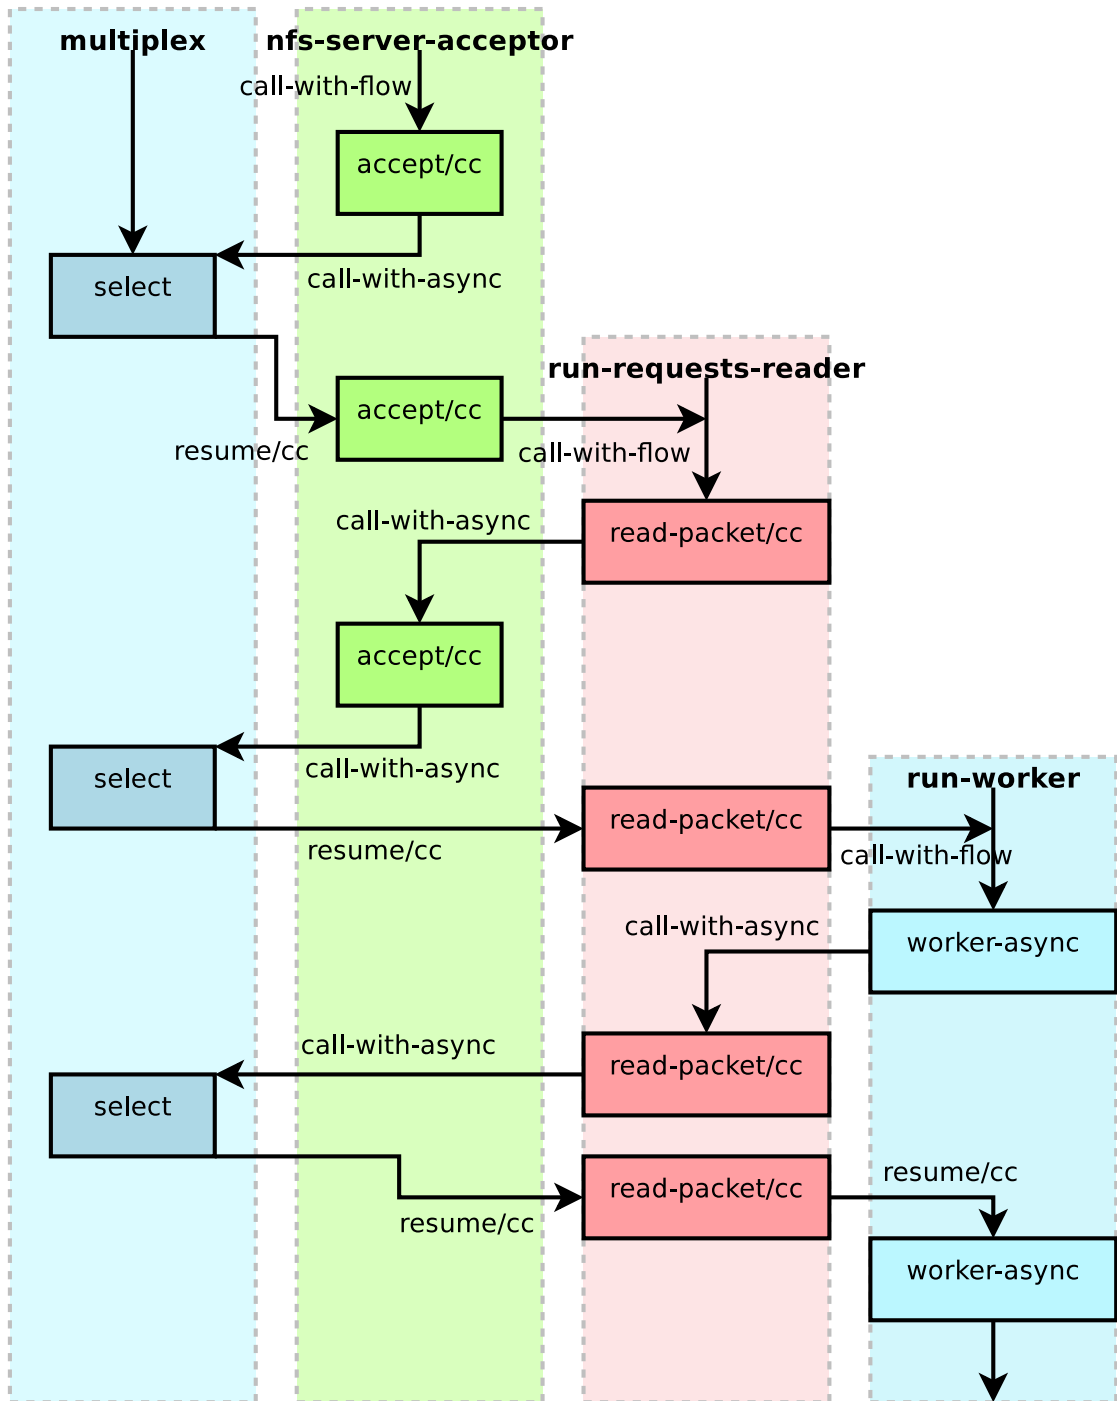 multiplex
nfs-server-acceptor
call-with-flow
accept/cc
call-with-async
select
run-requests-reader
accept/cc
resume/cc
call-with-flow
call-with-async
read-packet/cc
accept/cc
call-with-async
select
run-worker
read-packet/cc
resume/cc
call-with-flow
call-with-async
worker-async
call-with-async
read-packet/cc
select
read-packet/cc
resume/cc
resume/cc
worker-async